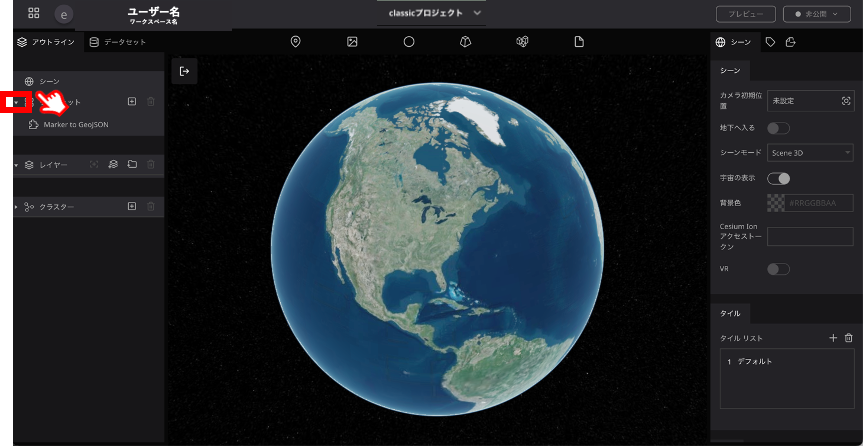 e
ユーザー名
ワークスペース名
classicプロジェクト
プレビュー
非公開
アウトライン
データセット
シーン
シーン
ット
Marker to GeoJSON
レイヤー
クラスター
シーン
カメラ初期位置
未設定
地下へ入る
シーンモード
Scene 3D
宇宙の表示
背景色
#RRGGBBAA
Cesium Ion
アクセストー
クン
VR
タイル
タイル リスト
1 デフォルト